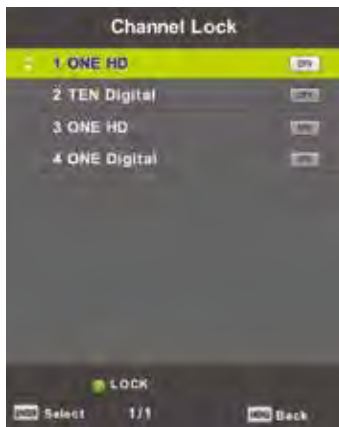 Channel Lock
1 ONE HD
2 TEN Digital
3 ONE HD
4 ONE Digital
LOCK
Select 1/1 MENU Back